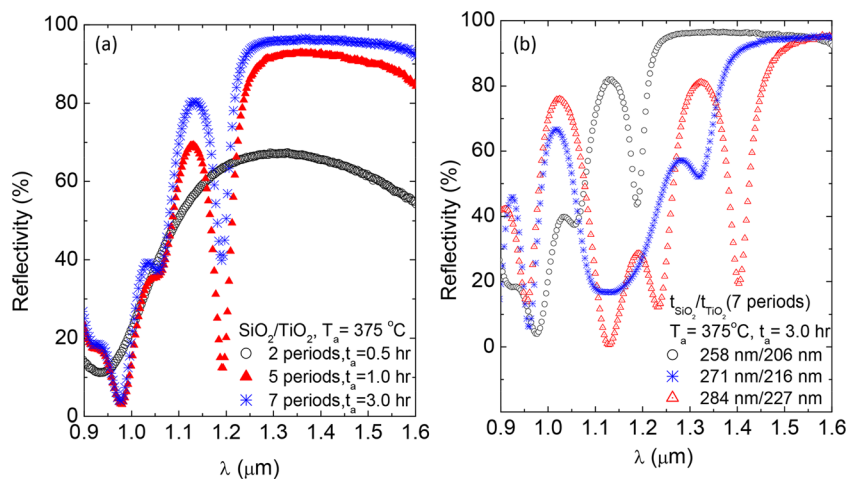 (a)
Reflectivity (%)
100
80
60
40
20
0
SiO₂/TiO₂, Tₐ = 375 °C
2 periods,tₐ=0.5 hr
5 periods,tₐ=1.0 hr
7 periods,tₐ=3.0 hr
0.9 1.0 1.1 1.2 1.3 1.4 1.5 1.6
λ (μm)
(b)
Reflectivity (%)
100
80
60
40
20
0
-20
t_SiO₂/t_TiO₂(7 periods)
Tₐ = 375°C, tₐ = 3.0 hr
258 nm/206 nm
271 nm/216 nm
284 nm/227 nm
0.9 1.0 1.1 1.2 1.3 1.4 1.5 1.6
λ (μm)